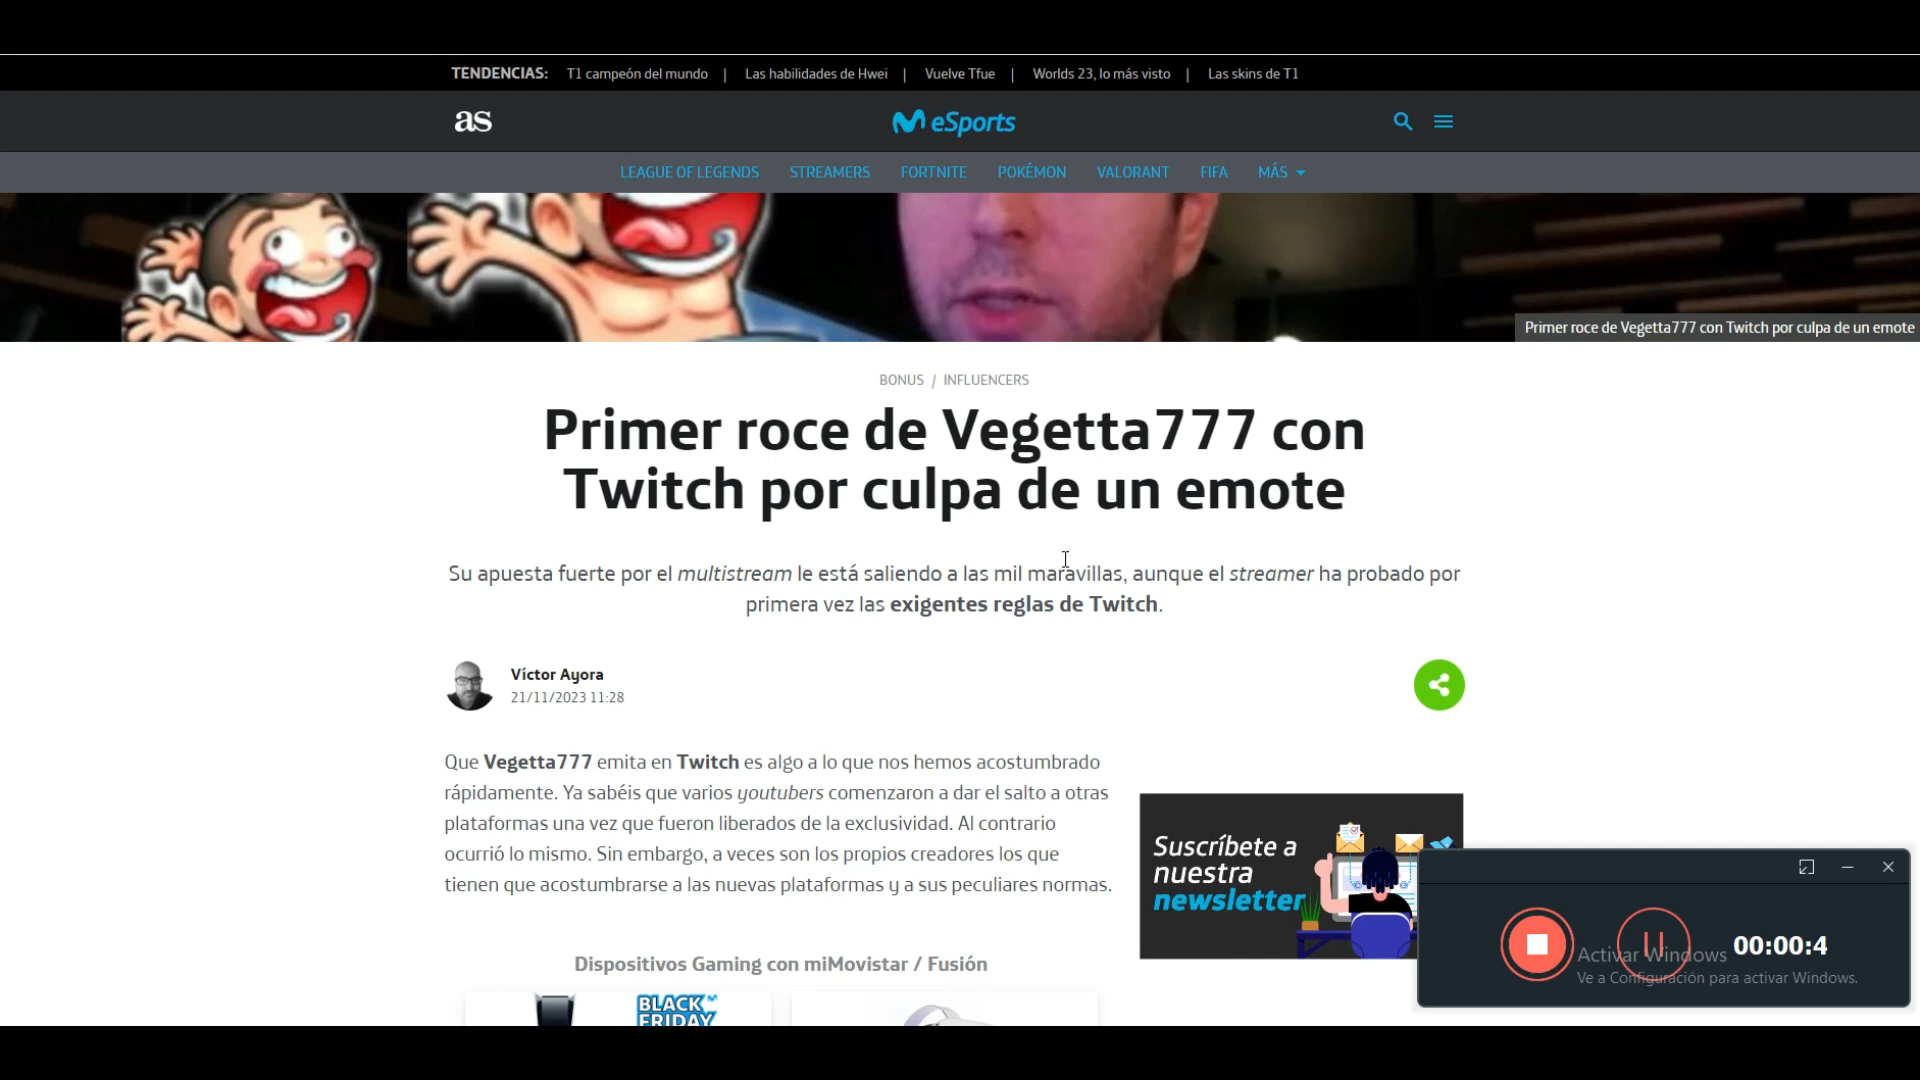 TENDENCIAS: T1 campeón del mundo | Las habilidades de Hwei | Vuelve Tfue | Worlds 23, lo más visto | Las skins de T1
as
eSports
LEAGUE OF LEGENDS STREAMERS FORTNITE POKÉMON VALORANT FIFA MÁS
Primer roce de Vegetta777 con Twitch por culpa de un emote
BONUS / INFLUENCERS
Primer roce de Vegetta777 con
Twitch por culpa de un emote
Su apuesta fuerte por el multistream le está saliendo a las mil maravillas, aunque el streamer ha probado por
primera vez las exigentes reglas de Twitch.
Víctor Ayora
21/11/2023 11:28
Que Vegetta777 emita en Twitch es algo a lo que nos hemos acostumbrado
rápidamente. Ya sabéis que varios youtubers comenzaron a dar el salto a otras
plataformas una vez que fueron liberados de la exclusividad. Al contrario
ocurrió lo mismo. Sin embargo, a veces son los propios creadores los que
tienen que acostumbrarse a las nuevas plataformas y a sus peculiares normas.
Suscríbete a
nuestra
newsletter
Dispositivos Gaming con miMovistar / Fusión
BLACK
FRIDAY
00:00:4
Activar Windows
Ve a Configuración para activar Windows.